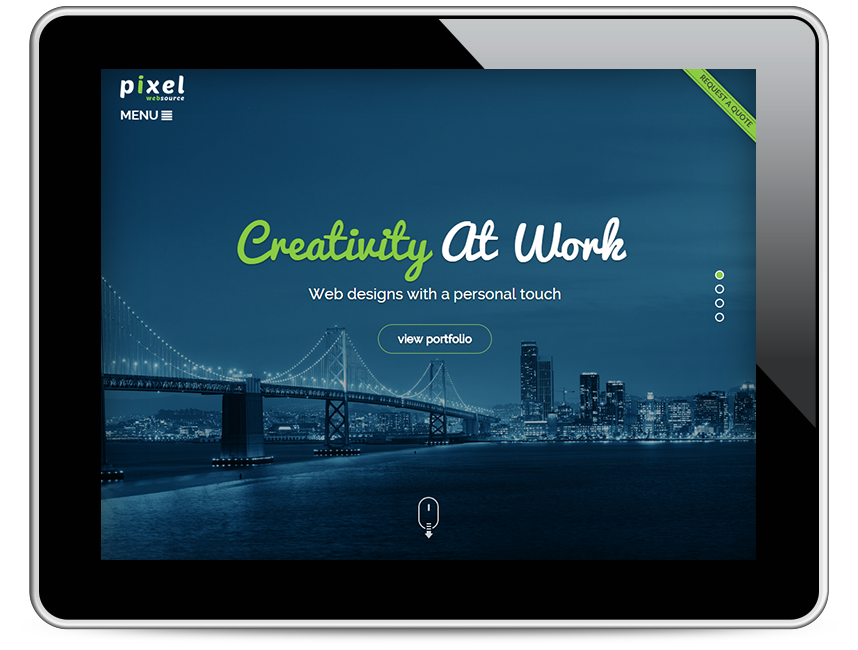 pixel
websource
MENU
REQUEST A QUOTE
Creativity At Work
Web designs with a personal touch
view portfolio